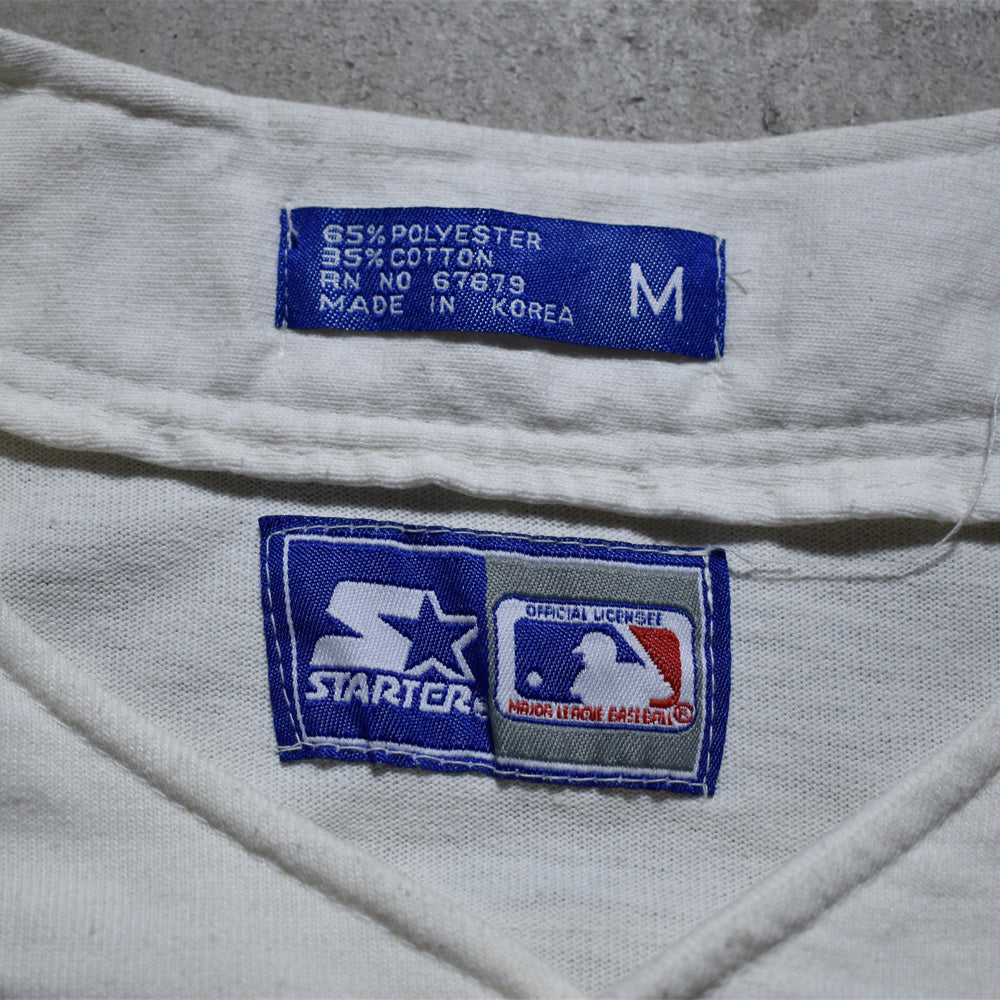 65% POLYESTER
35% COTTON
RN NO 67879
MADE IN KOREA
M
STARTER®
OFFICIAL LICENSEE
MAJOR LEAGUE BASEBALL®